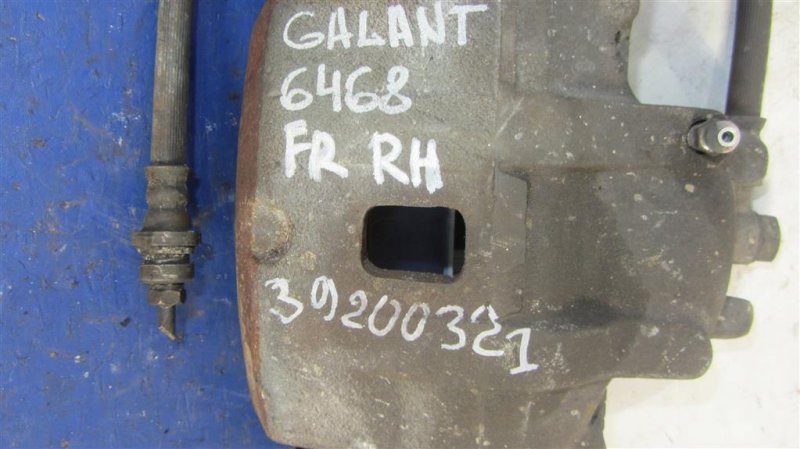 GALANT
6468
FR RH
39200321